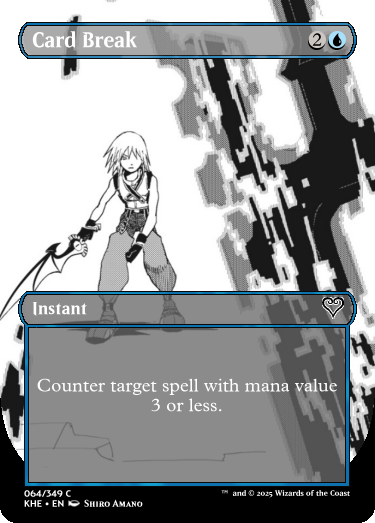 Card Break 2
Instant
Counter target spell with mana value
3 or less.
064/349 C
KHE • EN Shiro Amano
™ and © 2025 Wizards of the Coast